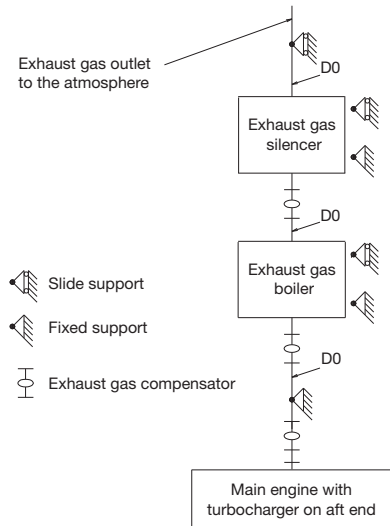 Exhaust gas outlet
to the atmosphere
D0
Exhaust gas
silencer
D0
Exhaust gas
boiler
Slide support
Fixed support
D0
Exhaust gas compensator
Main engine with
turbocharger on aft end